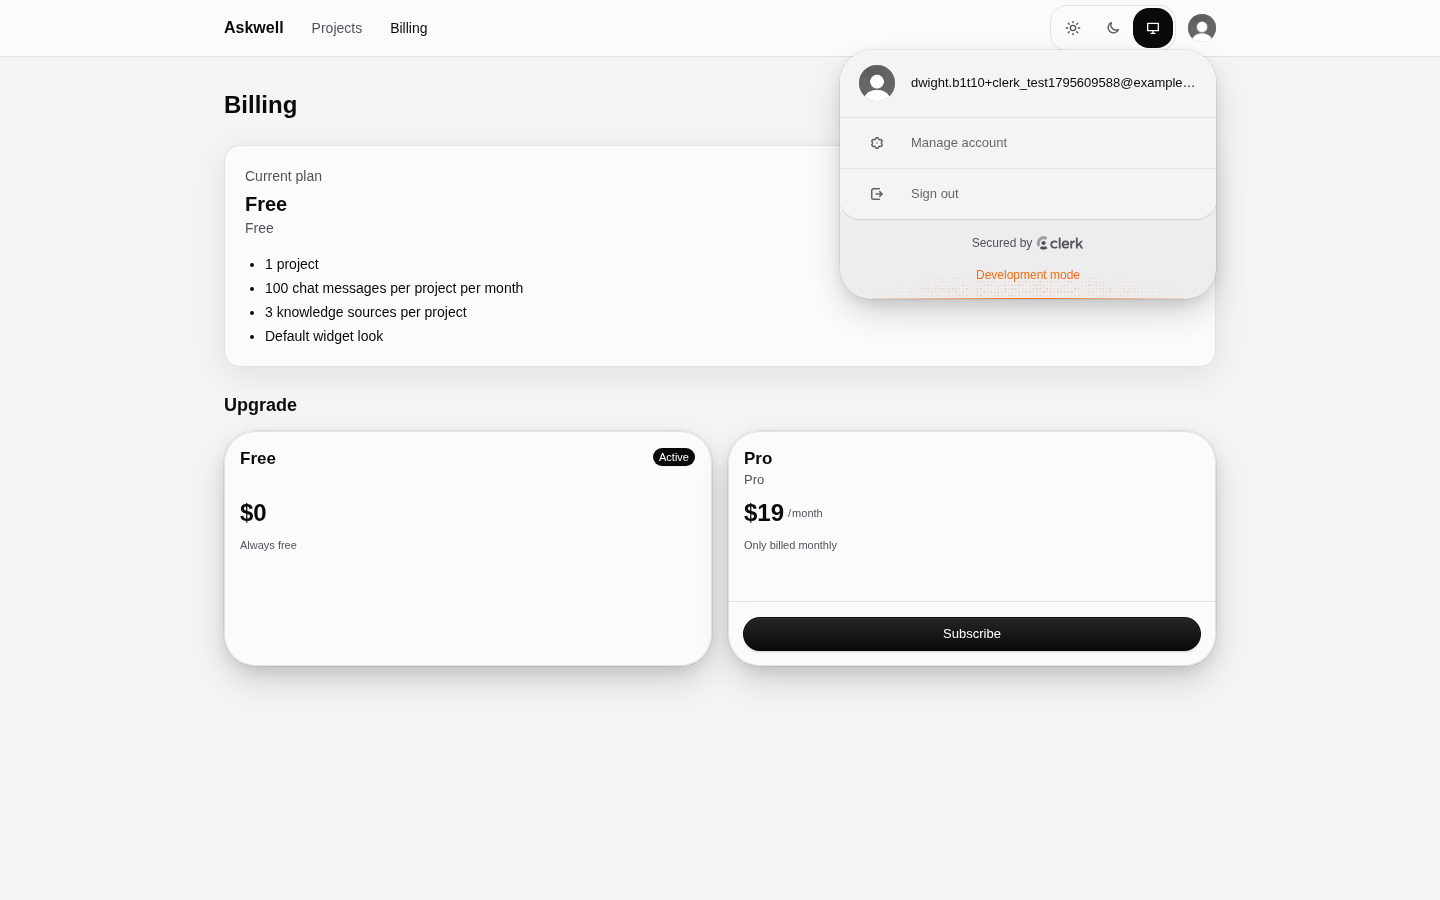 Askwell
Projects
Billing
dwight.b1t10+clerk_test1795609588@example…
Manage account
Sign out
Secured by clerk
Development mode
Billing
Current plan
Free
Free
1 project
100 chat messages per project per month
3 knowledge sources per project
Default widget look
Upgrade
Free
Active
$0
Always free
Pro
Pro
$19 /month
Only billed monthly
Subscribe